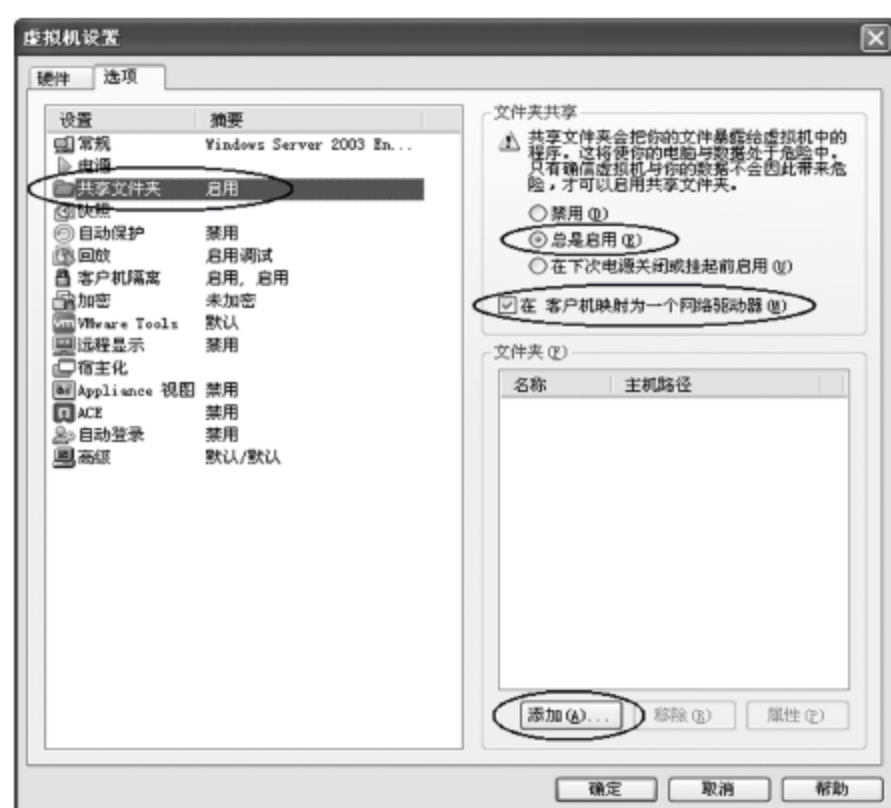 虚拟机设置
硬件 选项
设置 摘要
常规 Windows Server 2003 En...
电源
共享文件夹 启用
快照
自动保护 禁用
回放 启用调试
客户机隔离 启用, 启用
加密 未加密
VMware Tools 默认
远程显示 禁用
宿主化
Appliance 视图 禁用
ACE 禁用
自动登录 禁用
高级 默认/默认
文件夹共享
共享文件夹会把你的文件暴露给虚拟机中的
程序。这将使你的电脑与数据处于危险中。
只有确信虚拟机与你的数据不会因此带来危
险，才可以启用共享文件夹。
禁用(D)
总是启用(E)
在下次电源关闭或挂起前启用(U)
在 客户机映射为一个网络驱动器(M)
文件夹(F)
名称 主机路径
添加(A)... 移除(R) 属性(P)
确定 取消 帮助